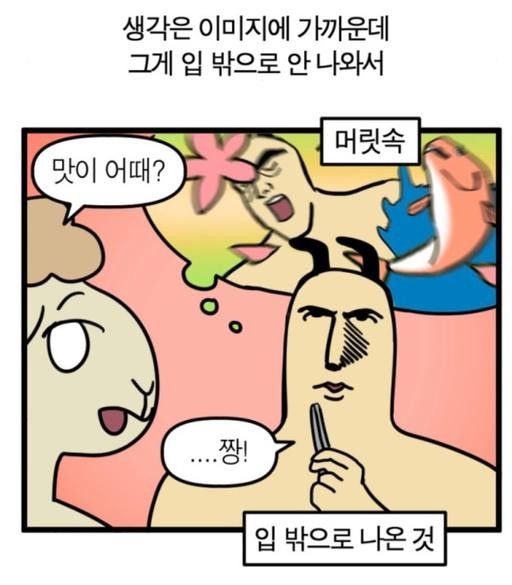 생각은 이미지에 가까운데
그게 입 밖으로 안 나와서
머릿속
맛이 어때?
....짱!
입 밖으로 나온 것